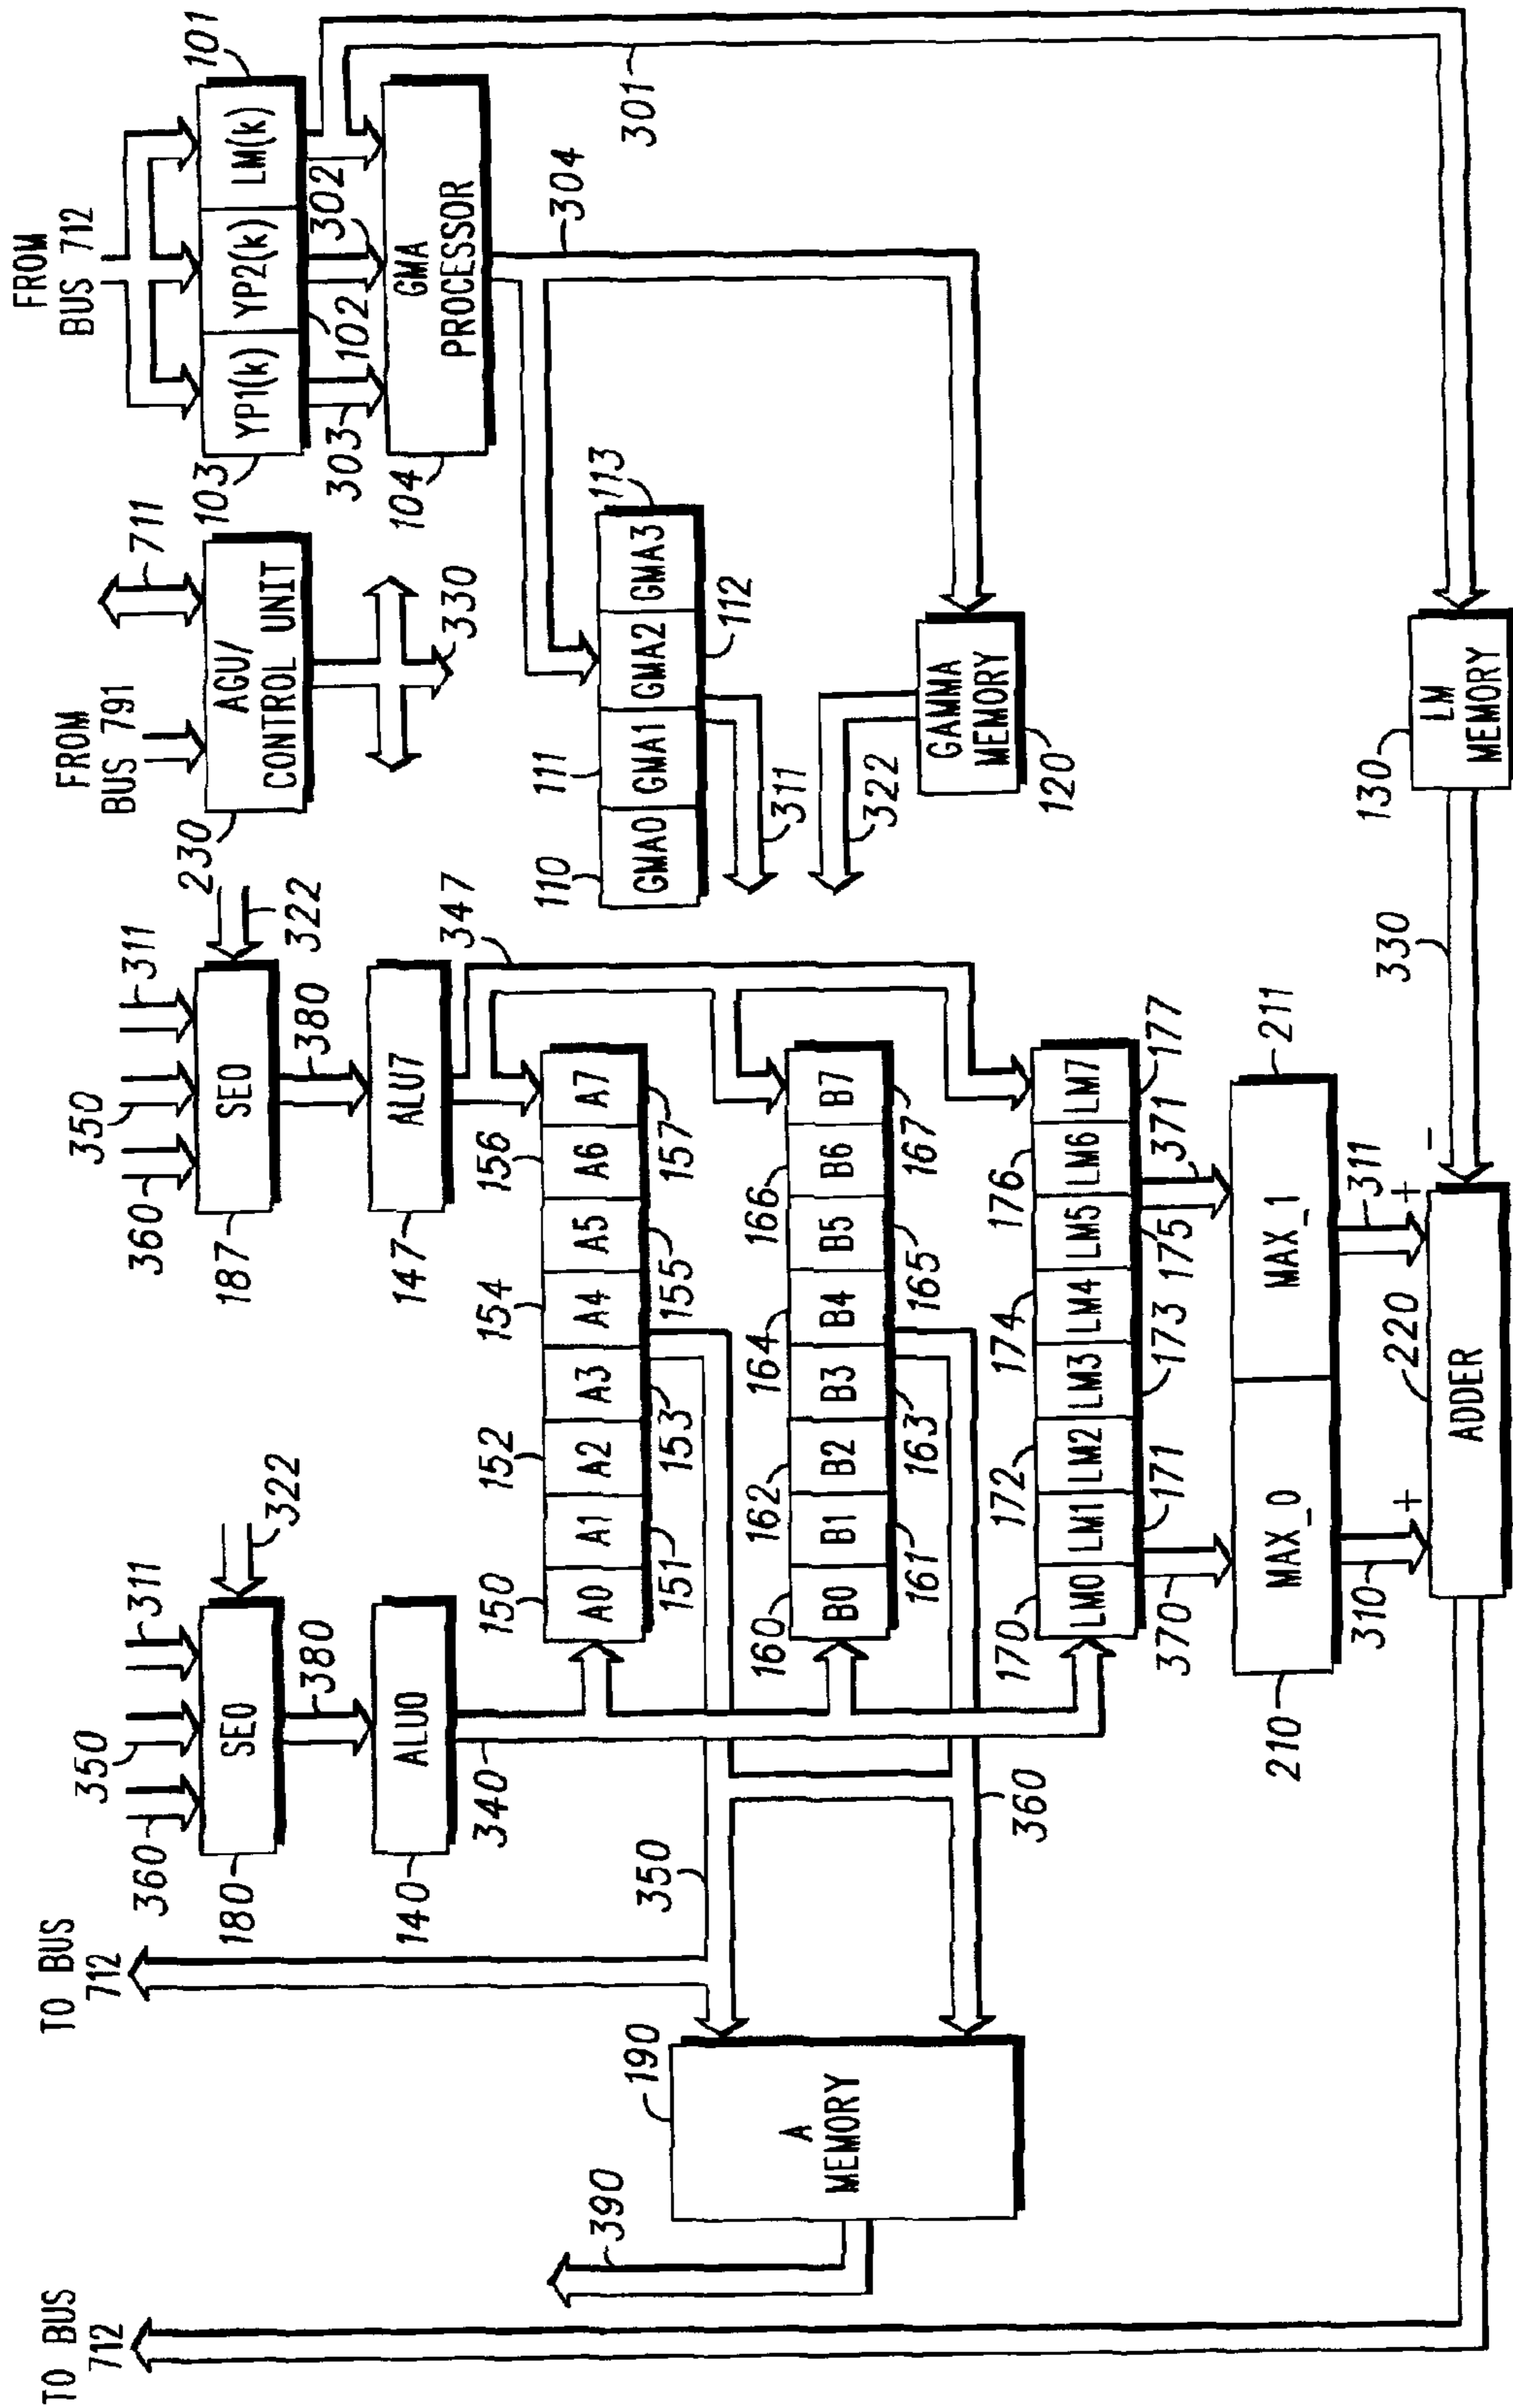 TO BUS
712
TO BUS
712
FROM
BUS 791
FROM
BUS 712
360
350
311
322
360
350
311
322
711
180
SE0
187
SE0
230
AGU/
CONTROL UNIT
103
YP1(k)
YP2(k)
LM(k)
101
380
380
330
303
102
302
301
140
ALU0
147
ALU7
104
GMA
PROCESSOR
340
347
304
150
152
154
156
A0
A1
A2
A3
A4
A5
A6
A7
151
153
155
157
110
111
GMA0
GMA1
GMA2
GMA3
113
112
311
350
390
190
A
MEMORY
160
162
164
166
B0
B1
B2
B3
B4
B5
B6
B7
161
163
165
167
322
GAMMA
MEMORY
120
360
170
172
174
176
LM0
LM1
LM2
LM3
LM4
LM5
LM6
LM7
171
173
175
177
370
371
210
MAX_0
MAX_1
211
310
+
311
+
-
220
ADDER
330
130
LM
MEMORY